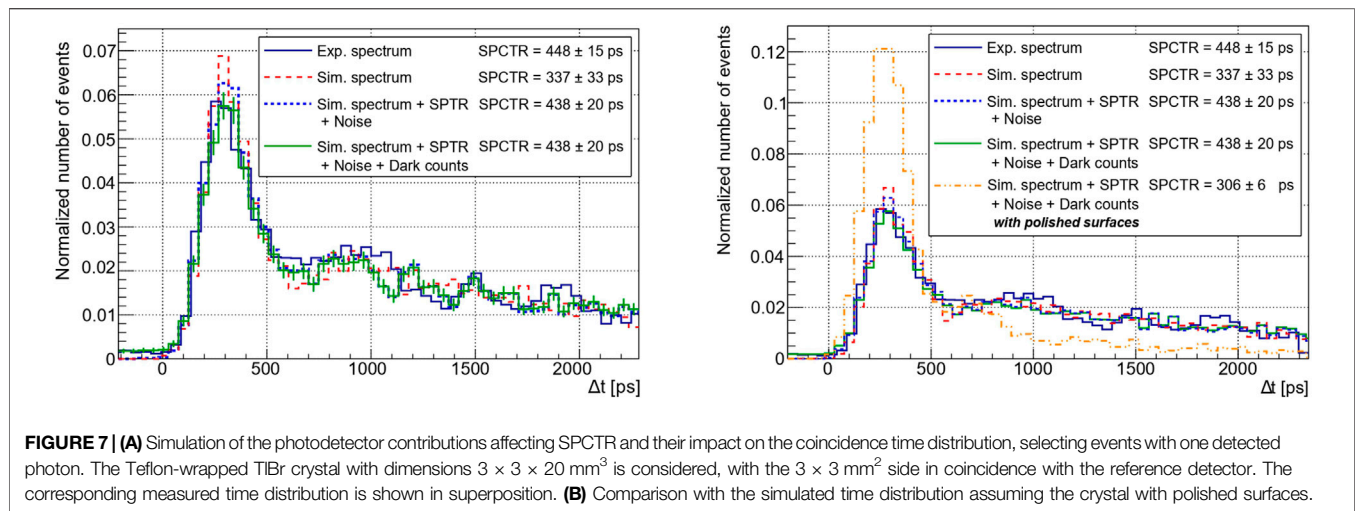 0.07
0.06
0.05
0.04
0.03
0.02
0.01
0
Normalized number of events
Exp. spectrum SPCTR = 448 ± 15 ps
Sim. spectrum SPCTR = 337 ± 33 ps
Sim. spectrum + SPTR SPCTR = 438 ± 20 ps
+ Noise
Sim. spectrum + SPTR SPCTR = 438 ± 20 ps
+ Noise + Dark counts
0 500 1000 1500 2000
Δt [ps]
0.12
0.1
0.08
0.06
0.04
0.02
0
Normalized number of events
Exp. spectrum SPCTR = 448 ± 15 ps
Sim. spectrum SPCTR = 337 ± 33 ps
Sim. spectrum + SPTR SPCTR = 438 ± 20 ps
+ Noise
Sim. spectrum + SPTR SPCTR = 438 ± 20 ps
+ Noise + Dark counts
Sim. spectrum + SPTR SPCTR = 306 ± 6 ps
+ Noise + Dark counts
with polished surfaces
0 500 1000 1500 2000
Δt [ps]
FIGURE 7 | (A) Simulation of the photodetector contributions affecting SPCTR and their impact on the coincidence time distribution, selecting events with one detected
photon. The Teflon-wrapped TlBr crystal with dimensions 3 × 3 × 20 mm³ is considered, with the 3 × 3 mm² side in coincidence with the reference detector. The
corresponding measured time distribution is shown in superposition. (B) Comparison with the simulated time distribution assuming the crystal with polished surfaces.